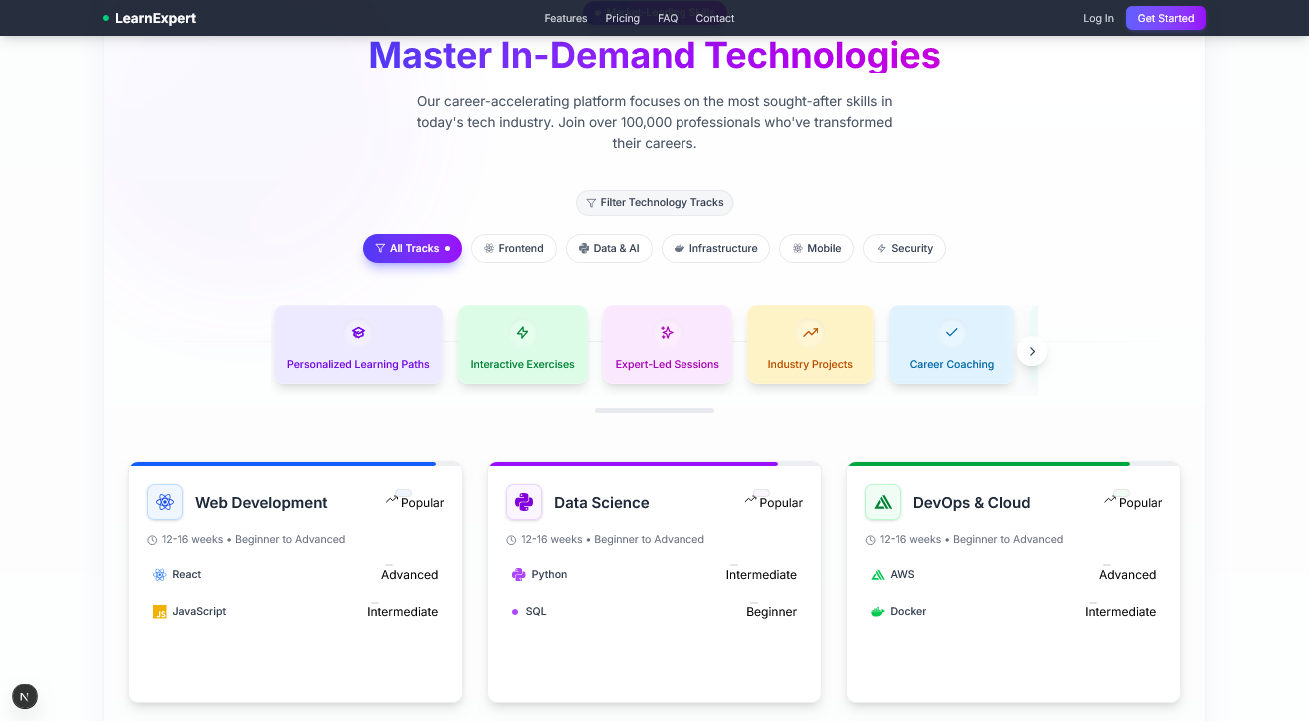 LearnExpert
Features
Pricing
FAQ
Contact
Log In
Get Started
Master In-Demand Technologies
Our career-accelerating platform focuses on the most sought-after skills in
today's tech industry. Join over 100,000 professionals who've transformed
their careers.
Filter Technology Tracks
All Tracks
Frontend
Data & AI
Infrastructure
Mobile
Security
Personalized Learning Paths
Interactive Exercises
Expert-Led Sessions
Industry Projects
Career Coaching
Web Development
Popular
12-16 weeks • Beginner to Advanced
React
Advanced
JS
JavaScript
Intermediate
Data Science
Popular
12-16 weeks • Beginner to Advanced
Python
Intermediate
SQL
Beginner
DevOps & Cloud
Popular
12-16 weeks • Beginner to Advanced
AWS
Advanced
Docker
Intermediate
N